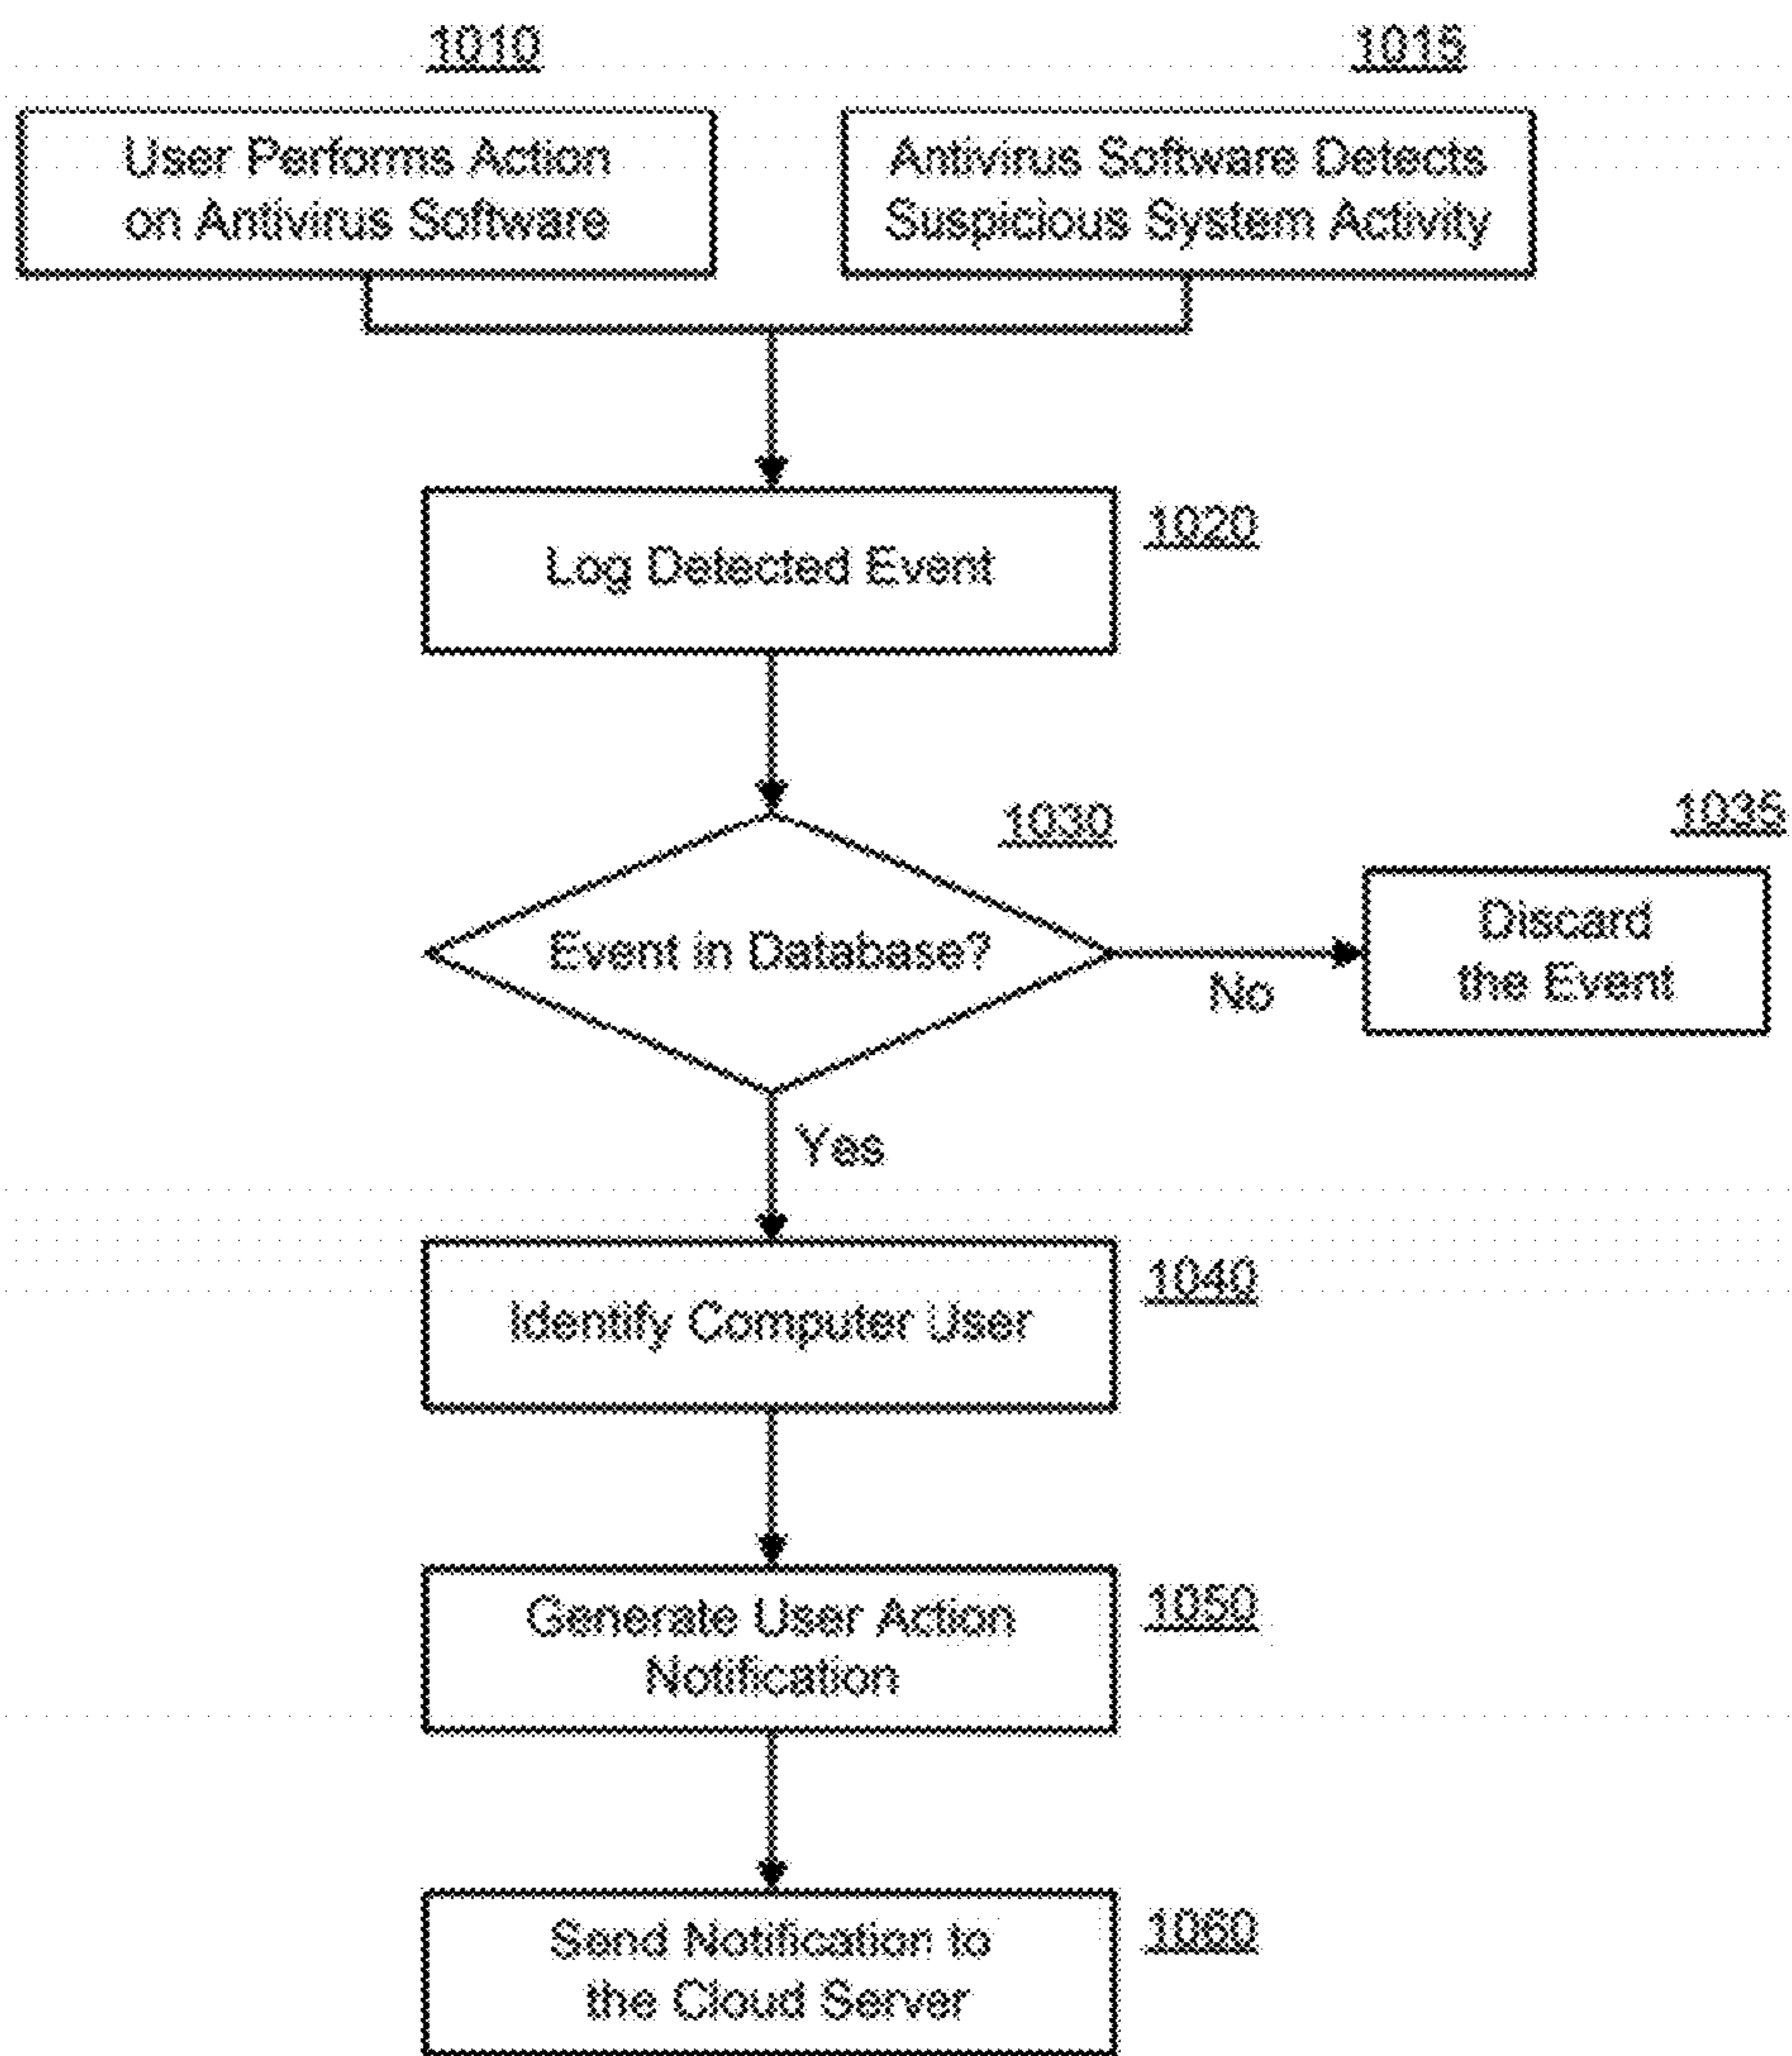 1010
1015
User Performs Action
on Antivirus Software
Antivirus Software Detects
Suspicious System Activity
1020
Log Detected Event
1030
1035
Event in Database?
Discard
the Event
No
Yes
1040
Identify Computer User
1050
Generate User Action
Notification
1060
Send Notification to
the Cloud Server